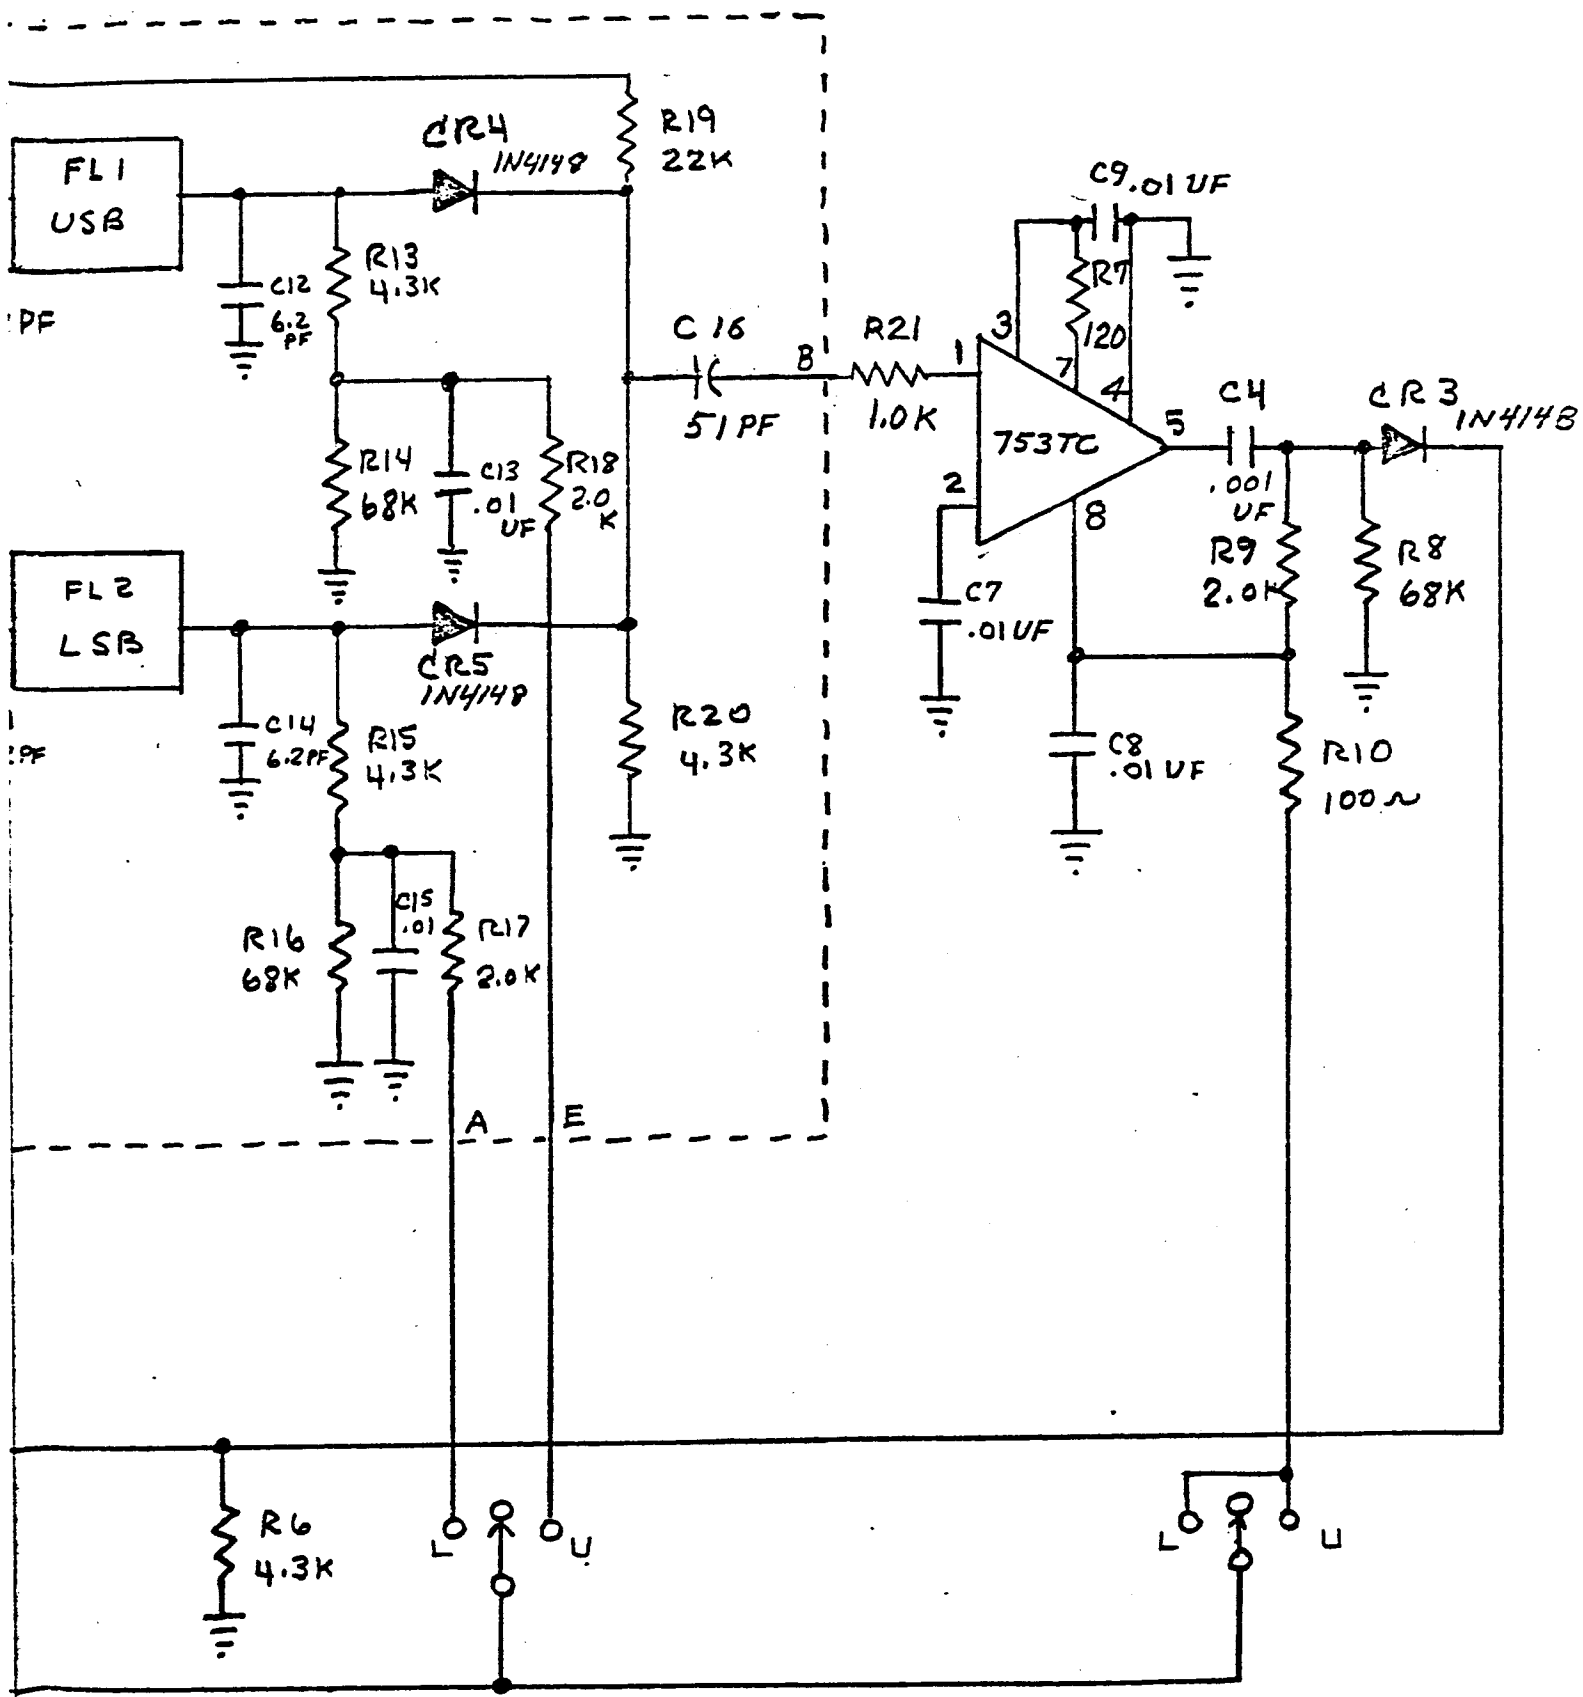 FL1
USB
PF
CR4
1N4148
R19
22K
C12
6.2
PF
R13
4.3K
C9 .01 UF
R7
120
C 16
51 PF
B
R21
1.0K
1
3
7
4
5
2
8
753TC
C4
.001
UF
CR3
1N4148
R14
68K
C13
.01
UF
R18
2.0
K
R9
2.0K
R8
68K
FL2
LSB
PF
CR5
1N4148
C7
.01UF
C14
6.2PF
R15
4.3K
R20
4.3K
C8
.01 UF
R10
100~
C15
.01
R16
68K
R17
2.0K
A
E
R6
4.3K
L
U
L
U